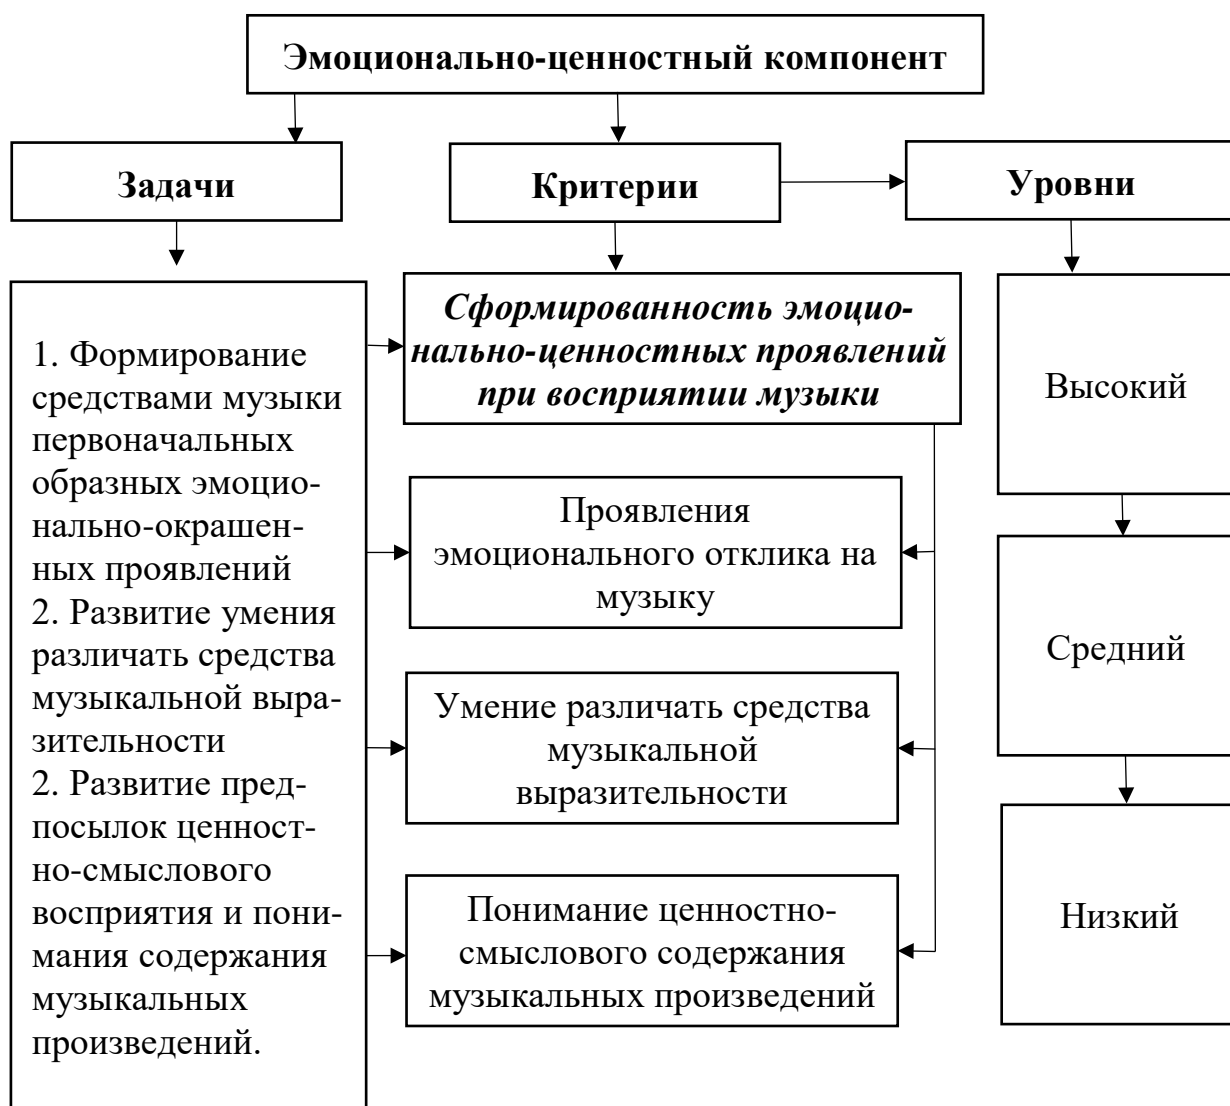 Эмоционально-ценностный компонент
Задачи
Критерии
Уровни
1. Формирование
средствами музыки
первоначальных
образных эмоцио-
нально-окрашен-
ных проявлений
2. Развитие умения
различать средства
музыкальной выра-
зительности
2. Развитие пред-
посылок ценност-
но-смыслового
восприятия и пони-
мания содержания
музыкальных
произведений.
Сформированность эмоцио-
нально-ценностных проявлений
при восприятии музыки
Проявления
эмоционального отклика на
музыку
Умение различать средства
музыкальной
выразительности
Понимание ценностно-
смыслового содержания
музыкальных произведений
Высокий
Средний
Низкий